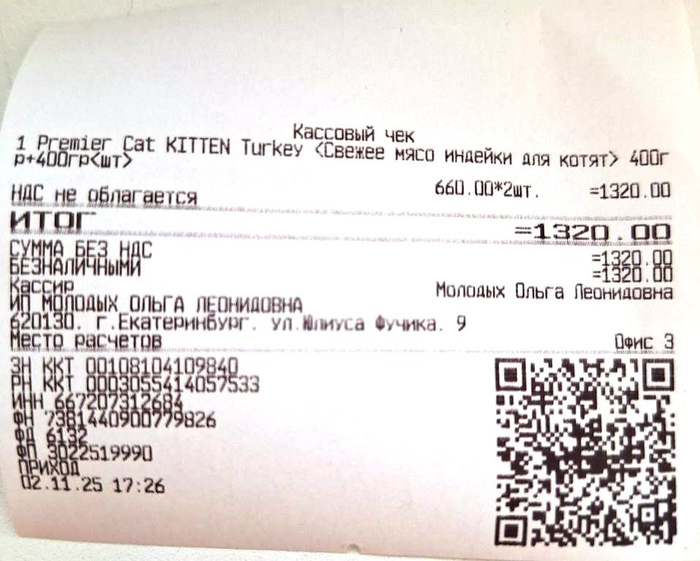 Кассовый чек
1 Premier Cat KITTEN Turkey <Свежее мясо индейки для котят> 400г
р+400гр<шт>
660.00*2шт. =1320.00
НДС не облагается
ИТОГ =1320.00
СУММА БЕЗ НДС =1320.00
БЕЗНАЛИЧНЫМИ =1320.00
Кассир Молодых Ольга Леонидовна
ИП МОЛОДЫХ ОЛЬГА ЛЕОНИДОВНА
620130. г.Екатеринбург. ул.Юлиуса Фучика. 9
Место расчетов Офис 3
ЗН ККТ 00108104109840
РН ККТ 0003055414057533
ИНН 667207312684
ФН 7381440900779826
ФД 6132
ФП 3022519990
ПРИХОД
02.11.25 17:26